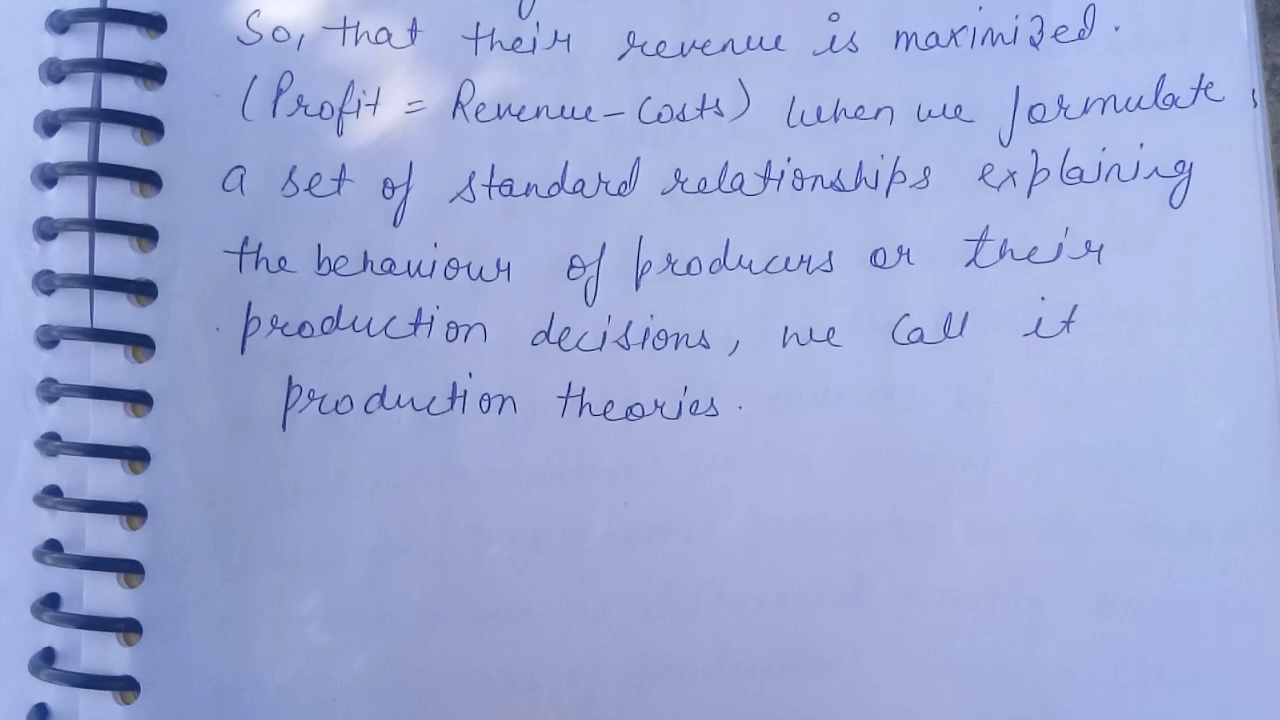 So, that their revenue is maximized.
(Profit = Revenue-Costs) when we formulate
a set of standard relationships explaining
the behaviour of producers or their
production decisions, we call it
production theories.